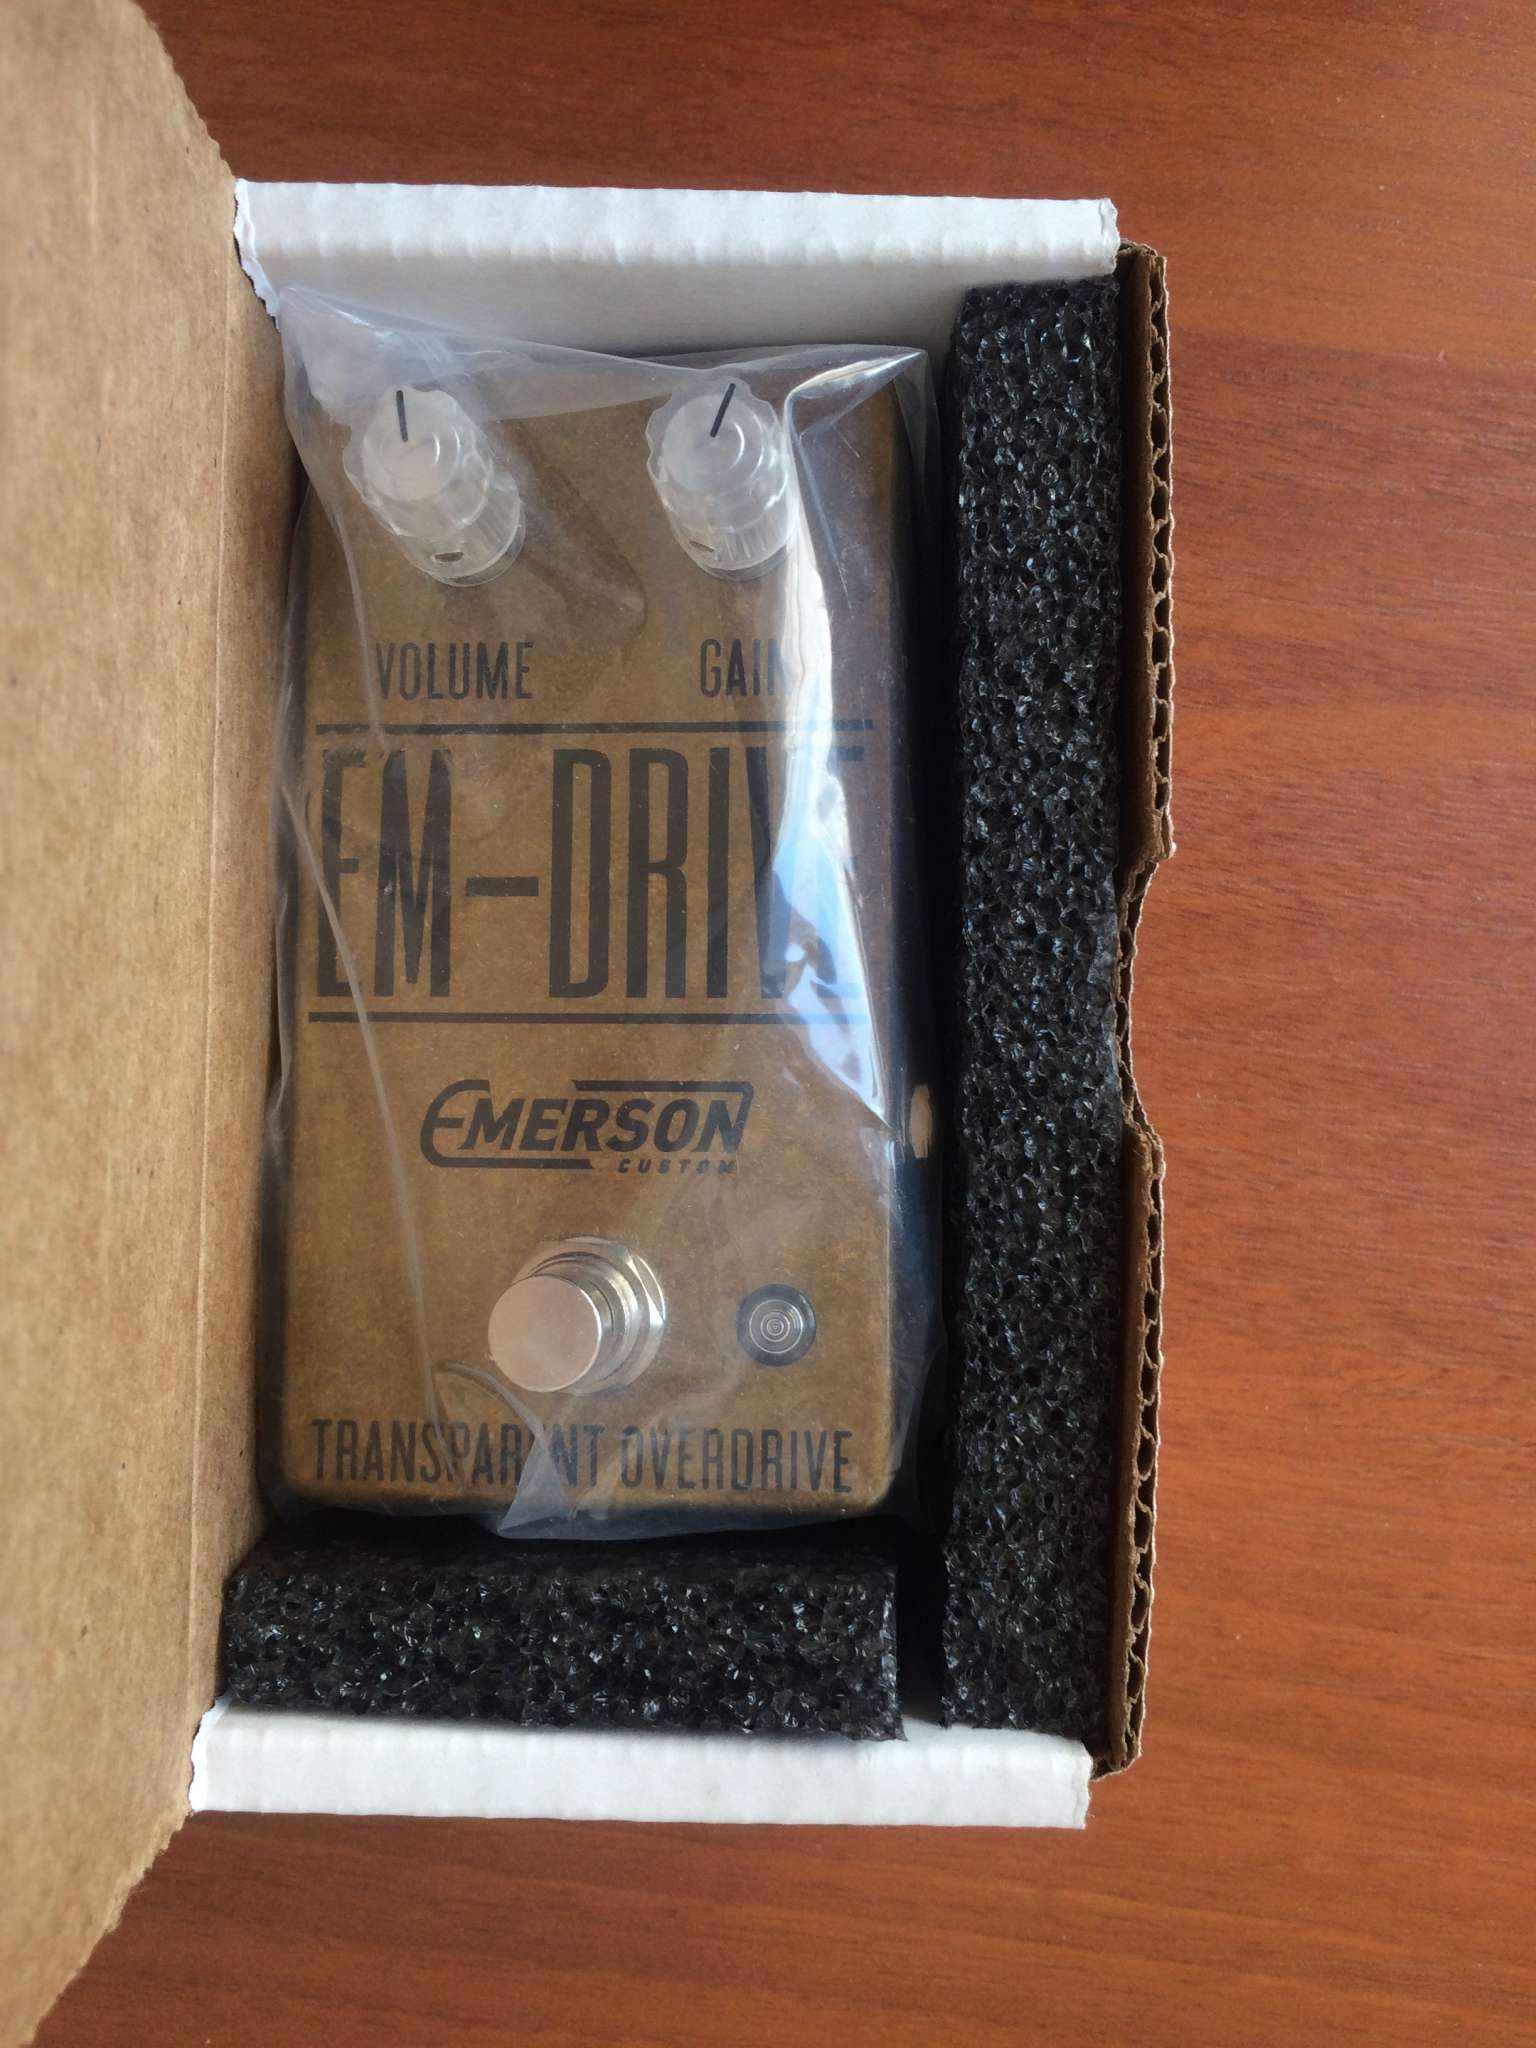 VOLUME GAIN
EM-DRIVE
EMERSON
CUSTOM
TRANSPARENT OVERDRIVE